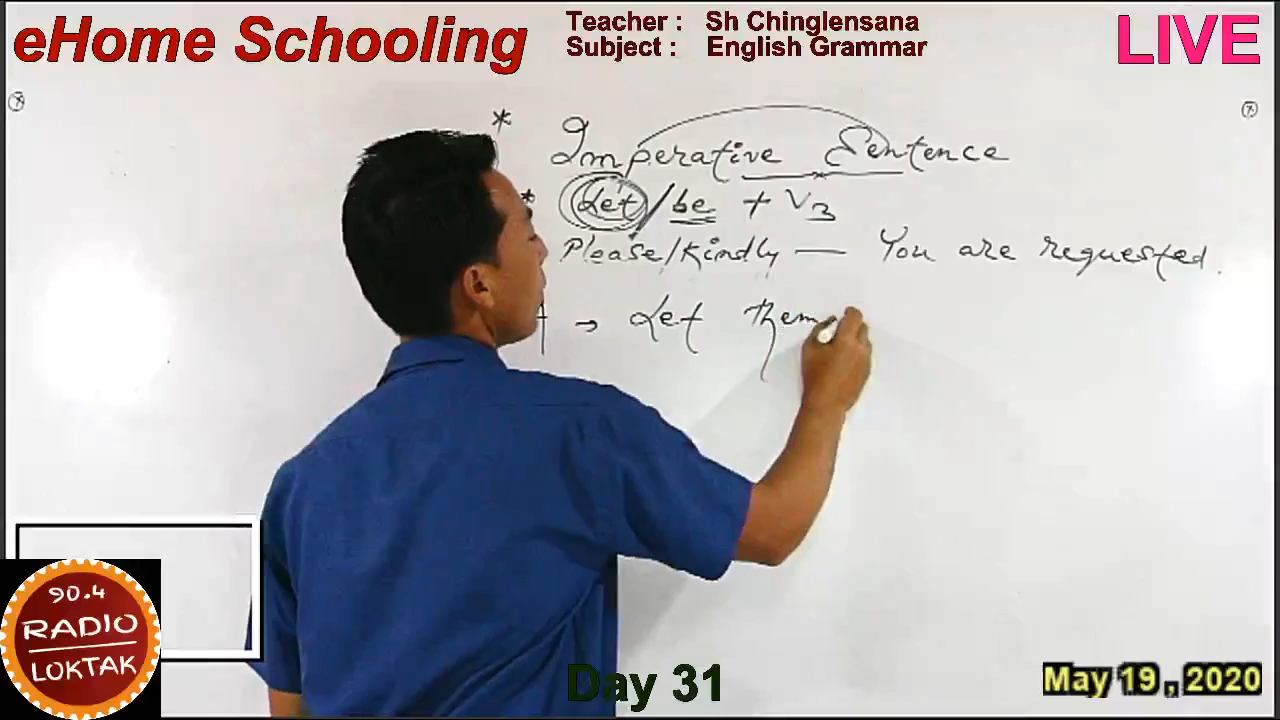 eHome Schooling
Teacher : Sh Chinglensana
Subject : English Grammar
LIVE
* Imperative Sentence
* Let/be + V3
Please/Kindly — You are requested.
→ Let them
90.4
RADIO
LOKTAK
Day 31
May 19 , 2020